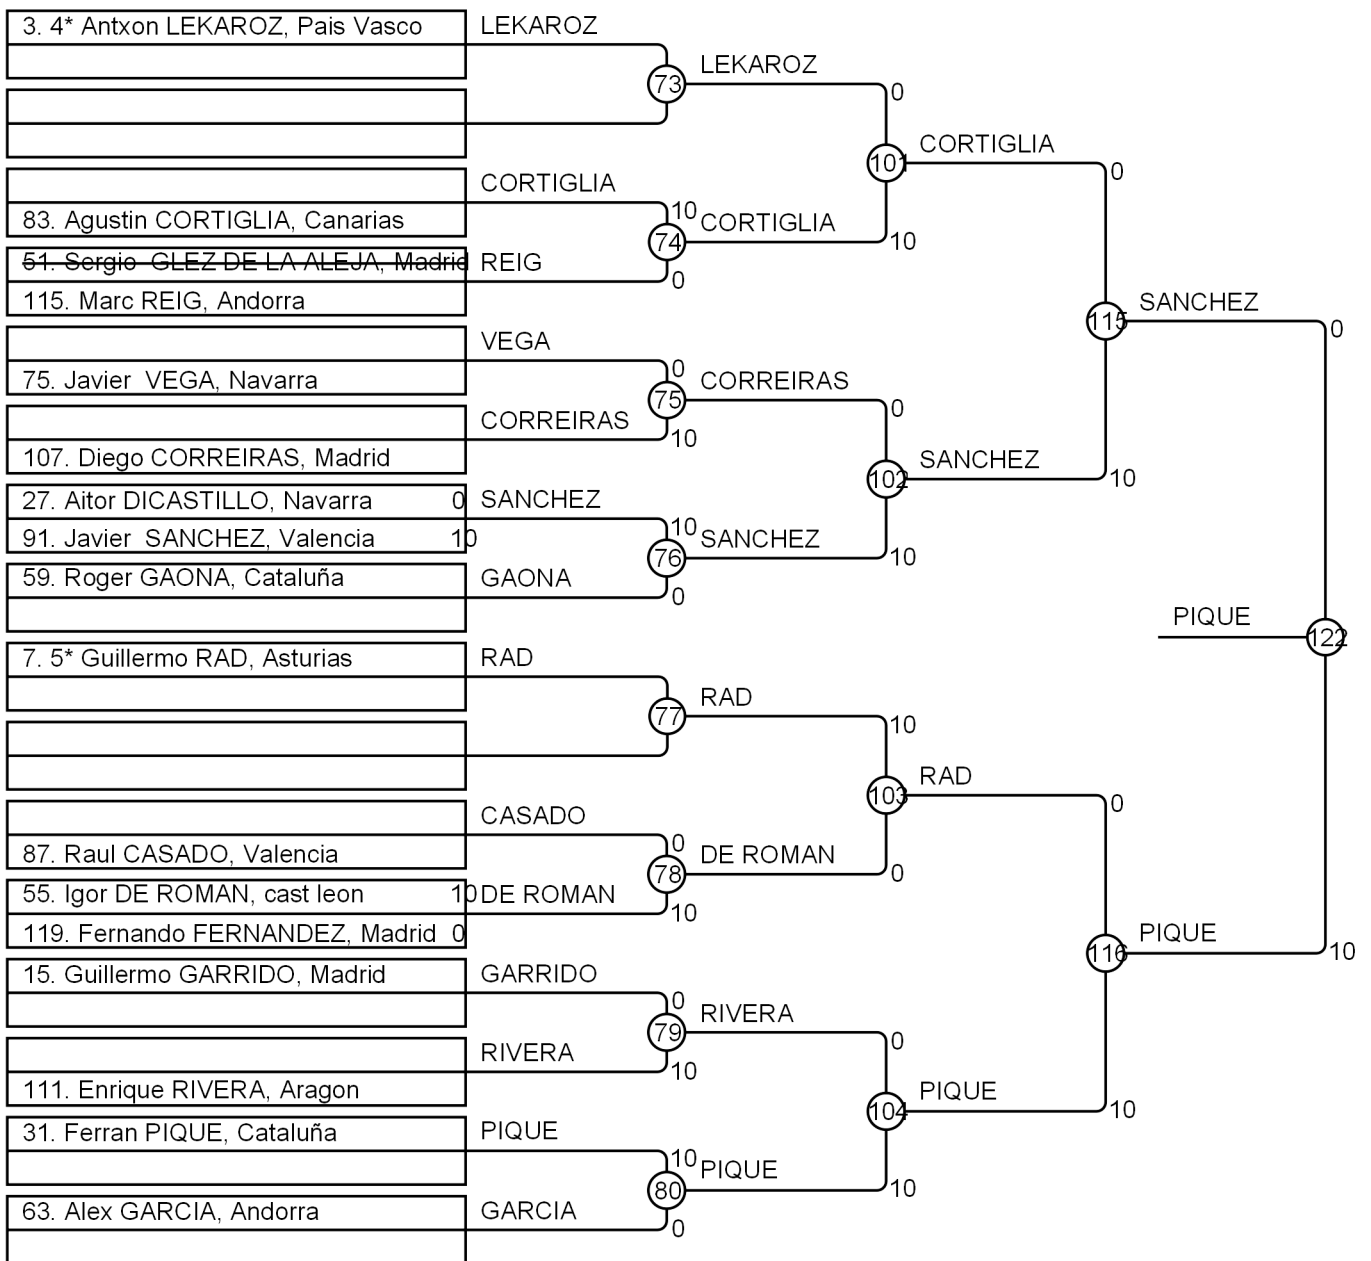 3. 4* Antxon LEKAROZ, Pais Vasco
LEKAROZ
73
LEKAROZ
0
101
CORTIGLIA
0
CORTIGLIA
10
83. Agustin CORTIGLIA, Canarias
74
CORTIGLIA
10
51. Sergio  GLEZ DE LA ALEJA, Madrid
REIG
0
115. Marc REIG, Andorra
115
SANCHEZ
0
VEGA
0
75. Javier  VEGA, Navarra
75
CORREIRAS
0
CORREIRAS
10
107. Diego CORREIRAS, Madrid
102
SANCHEZ
10
27. Aitor DICASTILLO, Navarra 0
SANCHEZ
10
91. Javier  SANCHEZ, Valencia 10
76
SANCHEZ
10
59. Roger GAONA, Cataluña
GAONA
0
PIQUE
122
7. 5* Guillermo RAD, Asturias
RAD
77
RAD
10
103
RAD
0
CASADO
0
87. Raul CASADO, Valencia
78
DE ROMAN
0
55. Igor DE ROMAN, cast leon 10
DE ROMAN
10
119. Fernando FERNANDEZ, Madrid 0
116
PIQUE
10
15. Guillermo GARRIDO, Madrid
GARRIDO
0
79
RIVERA
0
RIVERA
10
111. Enrique RIVERA, Aragon
104
PIQUE
10
31. Ferran PIQUE, Cataluña
PIQUE
10
80
PIQUE
10
63. Alex GARCIA, Andorra
GARCIA
0